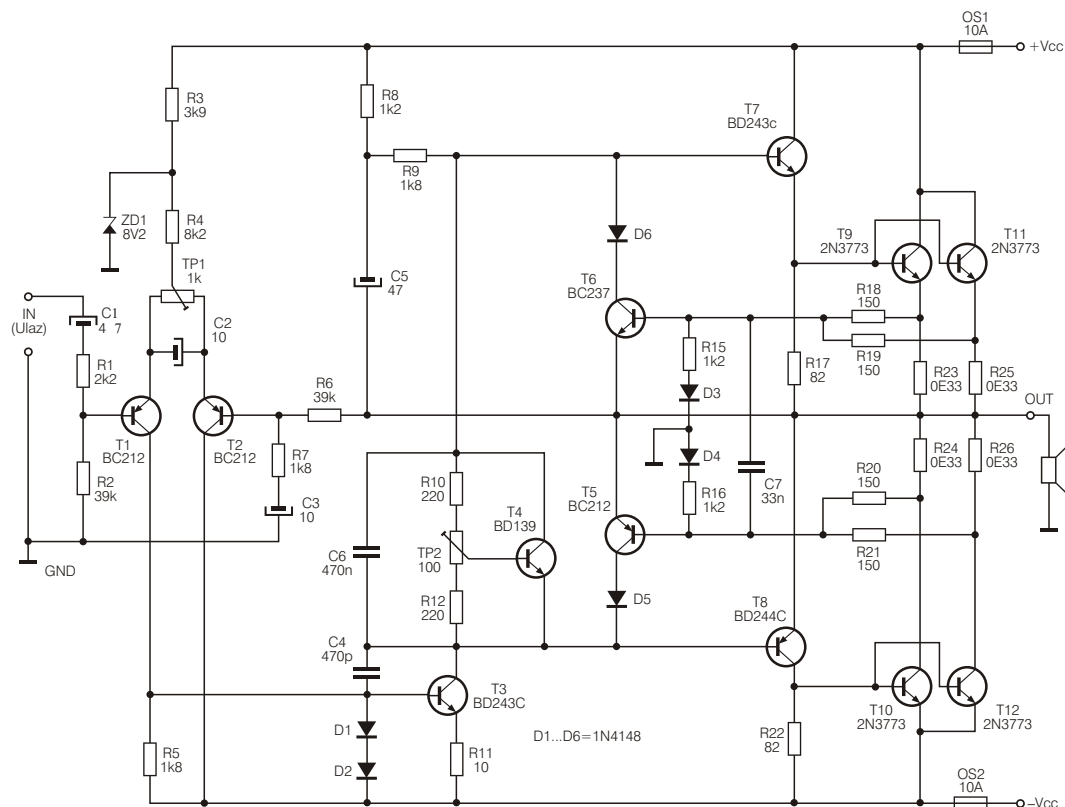 OS1
10A
+Vcc
R3
3k9
R8
1k2
T7
BD243c
R9
1k8
ZD1
8V2
R4
8k2
TP1
1k
D6
T9
2N3773
T11
2N3773
IN
(Ulaz)
C1
4 7
C2
10
C5
47
T6
BC237
R18
150
R19
150
R1
2k2
R15
1k2
R17
82
R23
0E33
R25
0E33
R6
39k
D3
OUT
T1
BC212
T2
BC212
R7
1k8
R2
39k
C3
10
D4
R24
0E33
R26
0E33
R10
220
T4
BD139
T5
BC212
R16
1k2
C7
33n
R20
150
R21
150
GND
C6
470n
TP2
100
R12
220
D5
T8
BD244C
C4
470p
T3
BD243C
T10
2N3773
T12
2N3773
D1
D2
D1...D6=1N4148
R5
1k8
R11
10
R22
82
OS2
10A
−Vcc